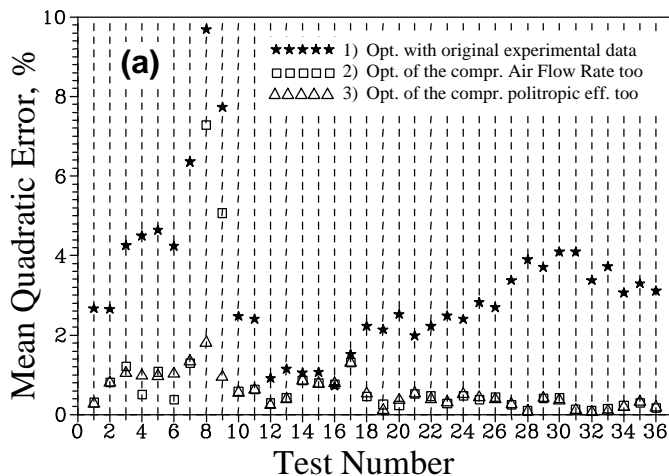 10
(a)
1) Opt. with original experimental data
2) Opt. of the compr. Air Flow Rate too
3) Opt. of the compr. politropic eff. too
8
6
4
2
0
Mean Quadratic Error, %
0 2 4 6 8 10 12 14 16 18 20 22 24 26 28 30 32 34 36
Test Number